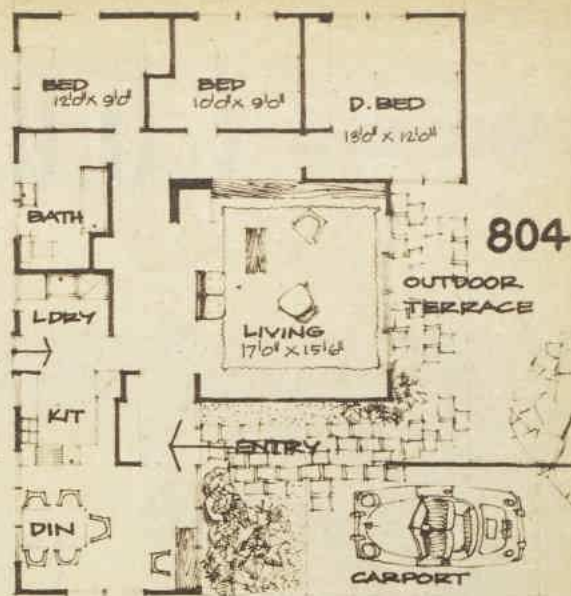 BED
12'0" x 9'0"
BED
10'0" x 9'0"
D. BED
13'0" x 12'0"
BATH
804
OUTDOOR
TERRACE
LDRY
LIVING
17'0" x 15'6"
KIT
ENTRY
DIN
CARPORT